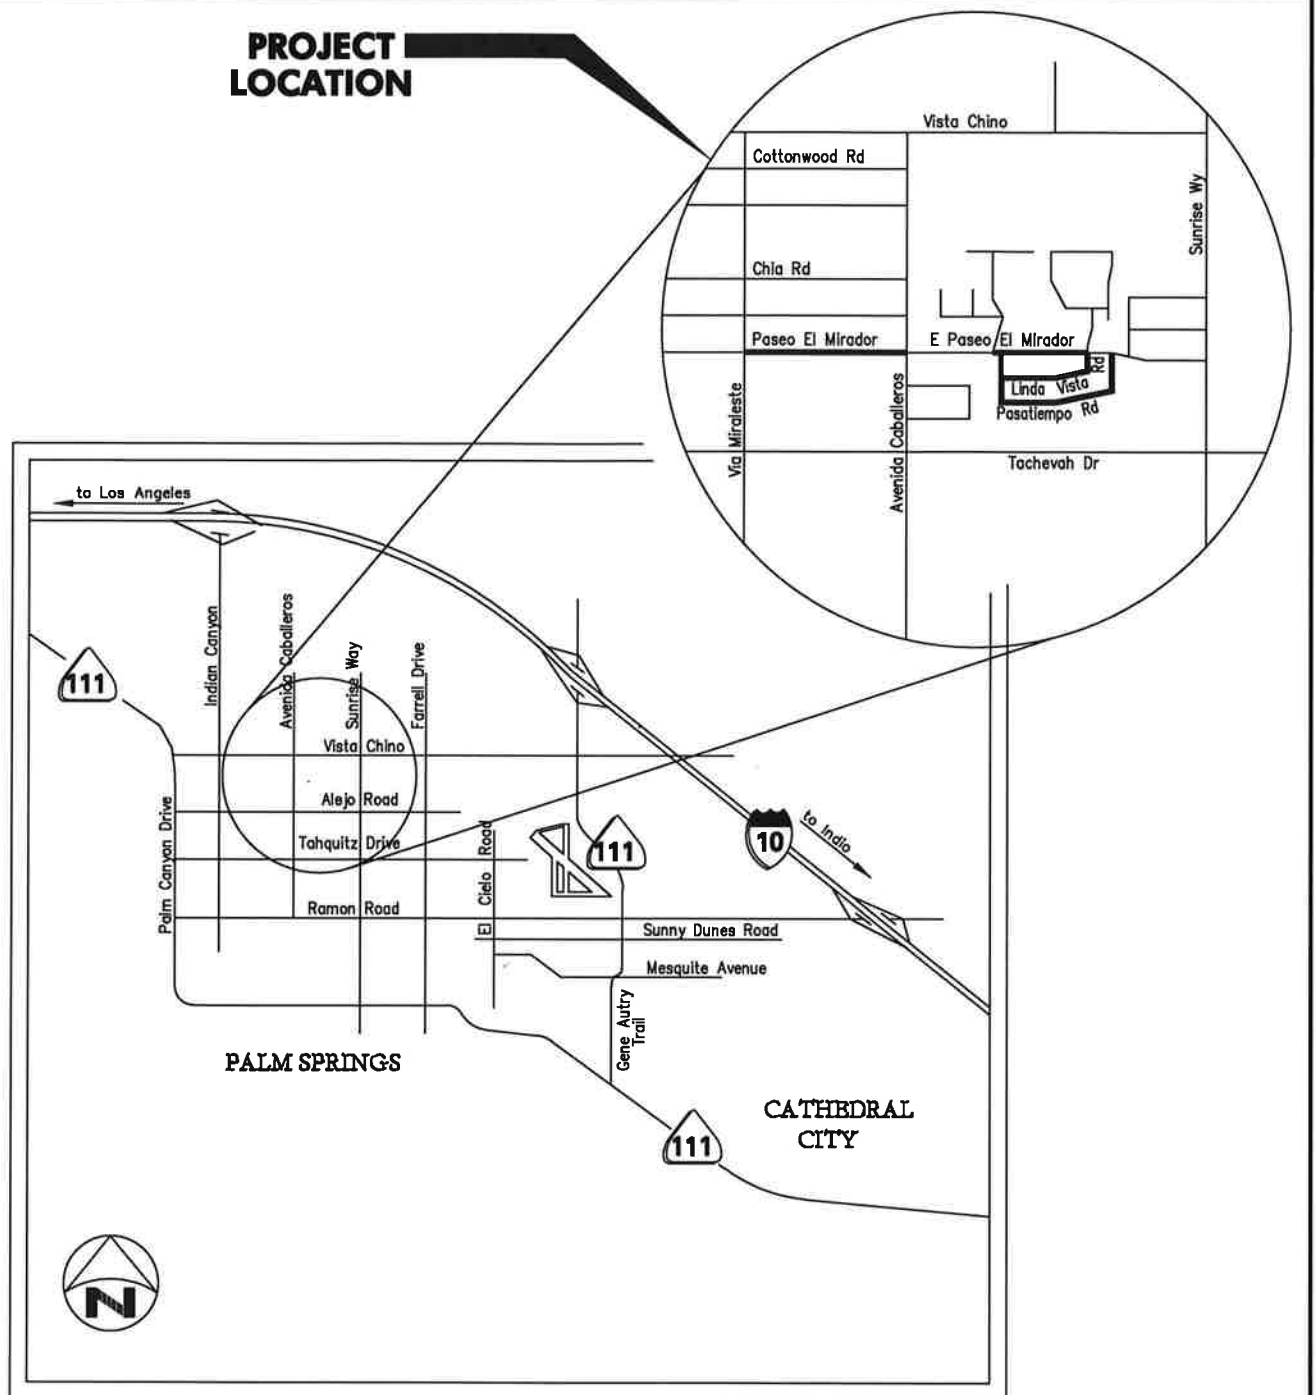 PROJECT
LOCATION
Vista Chino
Cottonwood Rd
Sunrise Wy
Chia Rd
Paseo El Mirador
E Paseo El Mirador
Linda Vista Rd
Pasatiempo Rd
Via Miraleste
Avenida Caballeros
Tachevah Dr
to Los Angeles
Indian Canyon
Avenida Caballeros
Sunrise Way
Farrell Drive
111
Vista Chino
Alejo Road
Palm Canyon Drive
Tahquitz Drive
El Cielo Road
111
10
to Indio
Ramon Road
Sunny Dunes Road
Mesquite Avenue
Gene Autry
Trail
PALM SPRINGS
CATHEDRAL
CITY
111
N